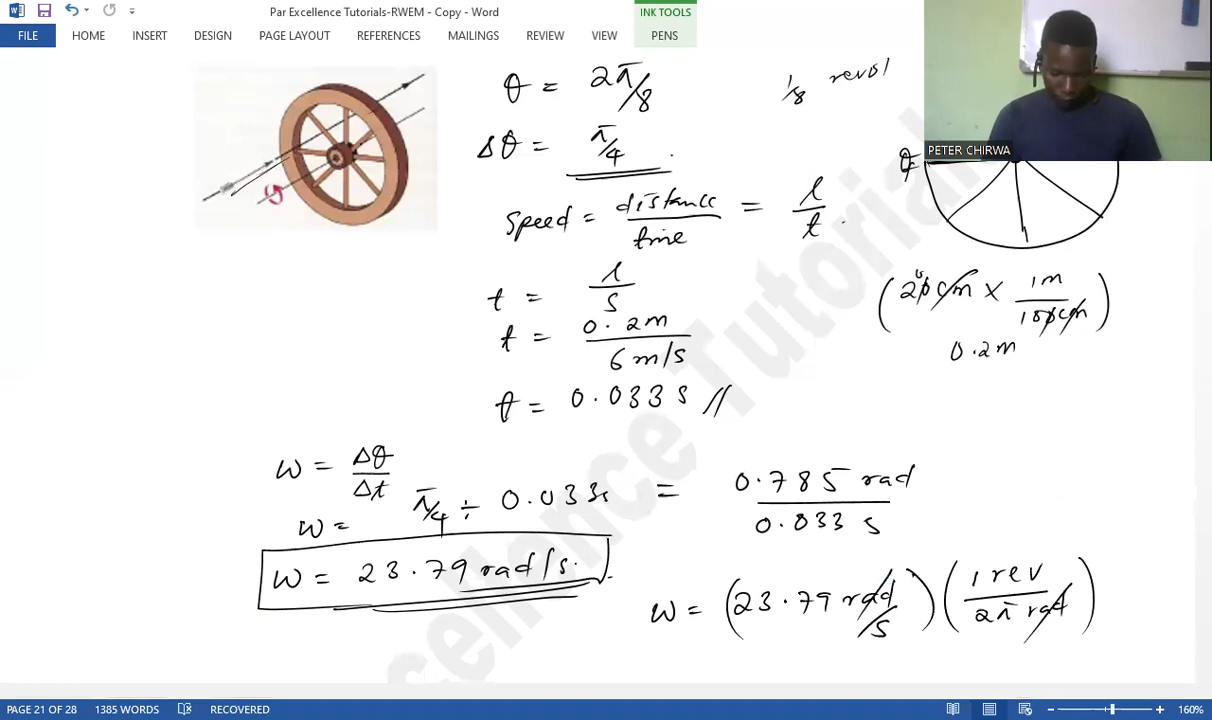 Par Excellence Tutorials-RWEM - Copy - Word
INK TOOLS
FILE HOME INSERT DESIGN PAGE LAYOUT REFERENCES MAILINGS REVIEW VIEW PENS
PETER CHIRWA
θ = 2π/8
1/8 revol
Δθ = π/4
θ
speed = distance/time = l/t
(20cm × 1m/100cm)
0.2m
t = l/s
t = 0.2m / 6m/s
t = 0.033s //
ω = Δθ/Δt
ω = π/4 ÷ 0.033s = 0.785 rad / 0.033 s
ω = 23.79 rad/s.
ω = (23.79 rad/s)(1 rev / 2π rad)
Excellence Tutorial
PAGE 21 OF 28 1385 WORDS RECOVERED 160%